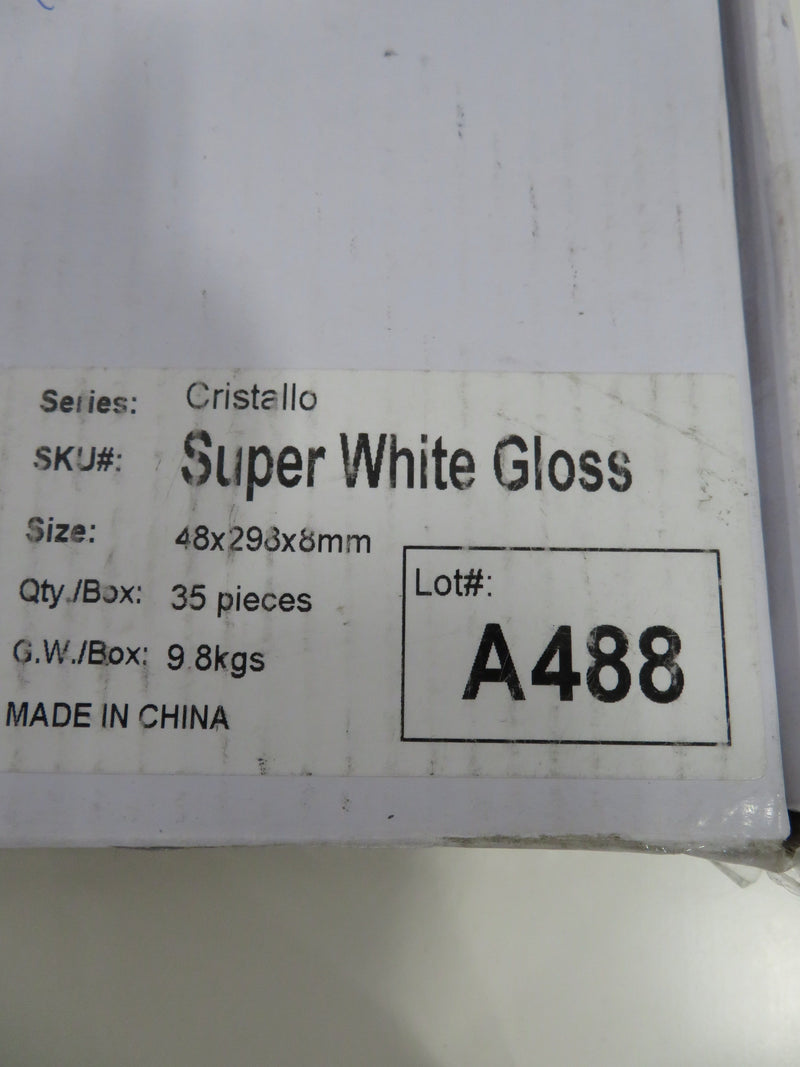 Series: Cristallo
SKU#: Super White Gloss
Size: 48x298x8mm
Qty./Box: 35 pieces
G.W./Box: 9.8kgs
MADE IN CHINA
Lot#:
A488